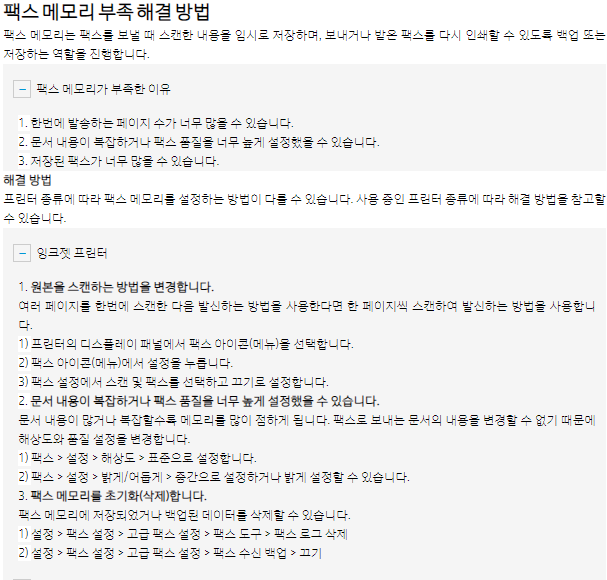 팩스 메모리 부족 해결 방법
팩스 메모리는 팩스를 보낼 때 스캔한 내용을 임시로 저장하며, 보내거나 받은 팩스를 다시 인쇄할 수 있도록 백업 또는
저장하는 역할을 진행합니다.
팩스 메모리가 부족한 이유
1. 한번에 발송하는 페이지 수가 너무 많을 수 있습니다.
2. 문서 내용이 복잡하거나 팩스 품질을 너무 높게 설정했을 수 있습니다.
3. 저장된 팩스가 너무 많을 수 있습니다.
해결 방법
프린터 종류에 따라 팩스 메모리를 설정하는 방법이 다를 수 있습니다. 사용 중인 프린터 종류에 따라 해결 방법을 참고할
수 있습니다.
잉크젯 프린터
1. 원본을 스캔하는 방법을 변경합니다.
여러 페이지를 한번에 스캔한 다음 발신하는 방법을 사용한다면 한 페이지씩 스캔하여 발신하는 방법을 사용합니
다.
1) 프린터의 디스플레이 패널에서 팩스 아이콘(메뉴)을 선택합니다.
2) 팩스 아이콘(메뉴)에서 설정을 누릅니다.
3) 팩스 설정에서 스캔 및 팩스를 선택하고 끄기로 설정합니다.
2. 문서 내용이 복잡하거나 팩스 품질을 너무 높게 설정했을 수 있습니다.
문서 내용이 많거나 복잡할수록 메모리를 많이 점하게 됩니다. 팩스로 보내는 문서의 내용을 변경할 수 없기 때문에
해상도와 품질 설정을 변경합니다.
1) 팩스 > 설정 > 해상도 > 표준으로 설정합니다.
2) 팩스 > 설정 > 밝게/어둡게 > 중간으로 설정하거나 밝게 설정할 수 있습니다.
3. 팩스 메모리를 초기화(삭제)합니다.
팩스 메모리에 저장되었거나 백업된 데이터를 삭제할 수 있습니다.
1) 설정 > 팩스 설정 > 고급 팩스 설정 > 팩스 도구 > 팩스 로그 삭제
2) 설정 > 팩스 설정 > 고급 팩스 설정 > 팩스 수신 백업 > 끄기